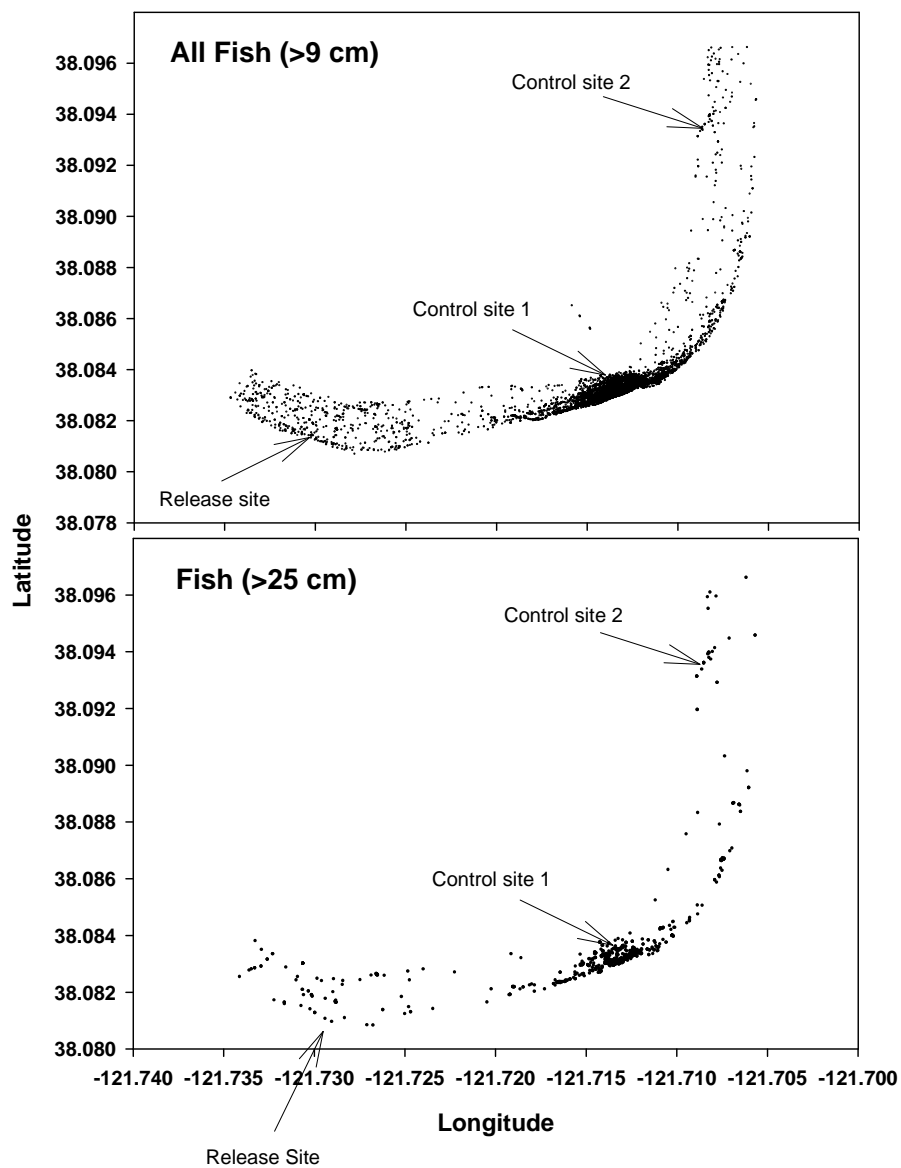 All Fish (>9 cm)
38.096
Control site 2
38.094
38.092
38.090
38.088
38.086
Control site 1
38.084
38.082
38.080
Release site
38.078
Latitude
Fish (>25 cm)
38.096
Control site 2
38.094
38.092
38.090
38.088
38.086
Control site 1
38.084
38.082
38.080
-121.740 -121.735 -121.730 -121.725 -121.720 -121.715 -121.710 -121.705 -121.700
Longitude
Release Site